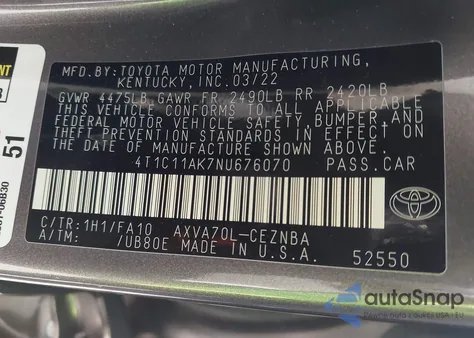 MFD.BY:TOYOTA MOTOR MANUFACTURING,
KENTUCKY, INC.03/22
GVWR 4475LB GAWR FR 2490LB RR 2420LB
THIS VEHICLE CONFORMS TO ALL APPLICABLE
FEDERAL MOTOR VEHICLE SAFETY, BUMPER, AND
THEFT PREVENTION STANDARDS IN EFFECT ON
THE DATE OF MANUFACTURE SHOWN ABOVE.
4T1C11AK7NU676070 PASS.CAR
C/TR:1H1/FA10 AXVA70L-CEZNBA
A/TM: /UB80E MADE IN U.S.A.
52550
TOYOTA
51
autoSnap